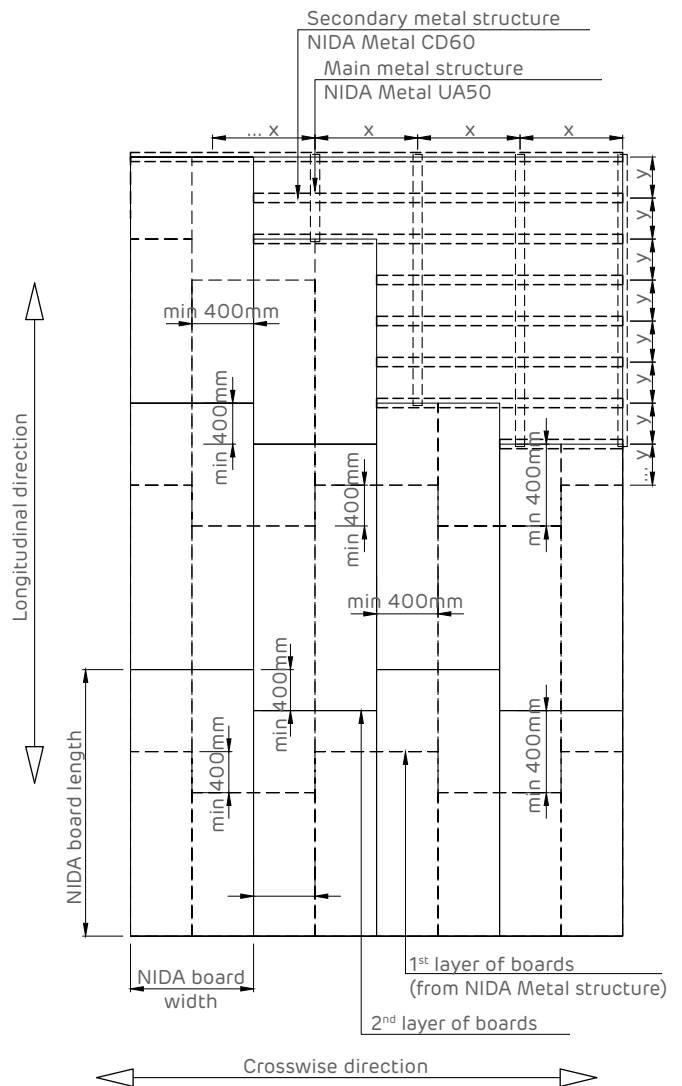 Secondary metal structure
NIDA Metal CD60
Main metal structure
NIDA Metal UA50
... x
x
x
x
y
y
y
y
y
y
y
... y
min 400mm
min 400mm
min 400mm
min 400mm
min 400mm
min 400mm
min 400mm
min 400mm
Longitudinal direction
NIDA board length
NIDA board
width
1st layer of boards
(from NIDA Metal structure)
2nd layer of boards
Crosswise direction